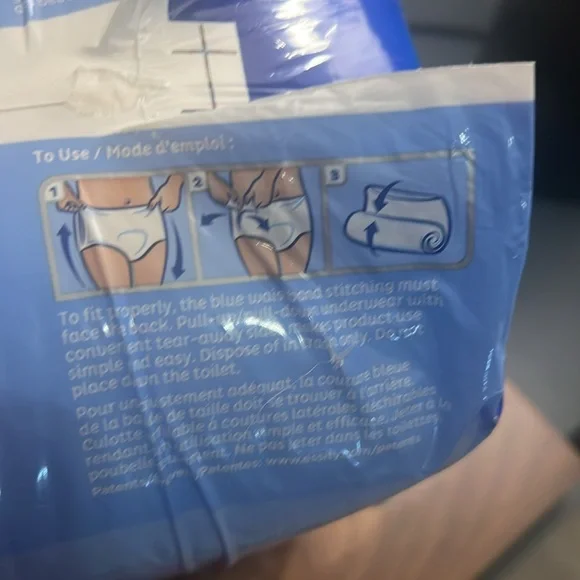 To Use / Mode d'emploi :
1
2
3
To fit properly, the blue waistband stitching must
face the back. Pull-up/pull-down underwear with
convenient tear-away makes product use
simple and easy. Dispose of in only. Do not
place down the toilet.
Pour un ajustement adéquat, la couture bleue
de la bande de taille doit se trouver à l'arrière.
Culotte à coutures latérales déchirables
rendant utilisation simple et efficace. Jeter à la
poubelle Ne pas jeter dans les toilettes
Patents Patentes: www.essity.com/patents